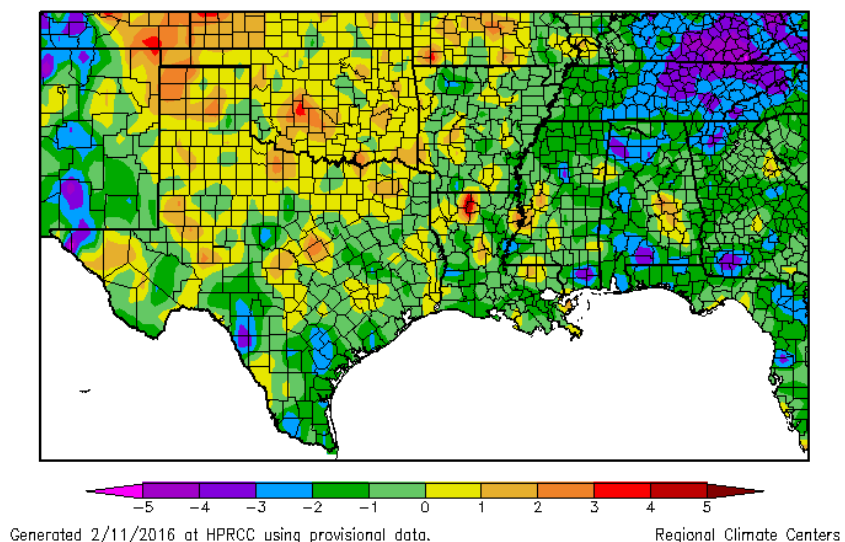 -5 -4 -3 -2 -1 0 1 2 3 4 5
Generated 2/11/2016 at HPRCC using provisional data.
Regional Climate Centers